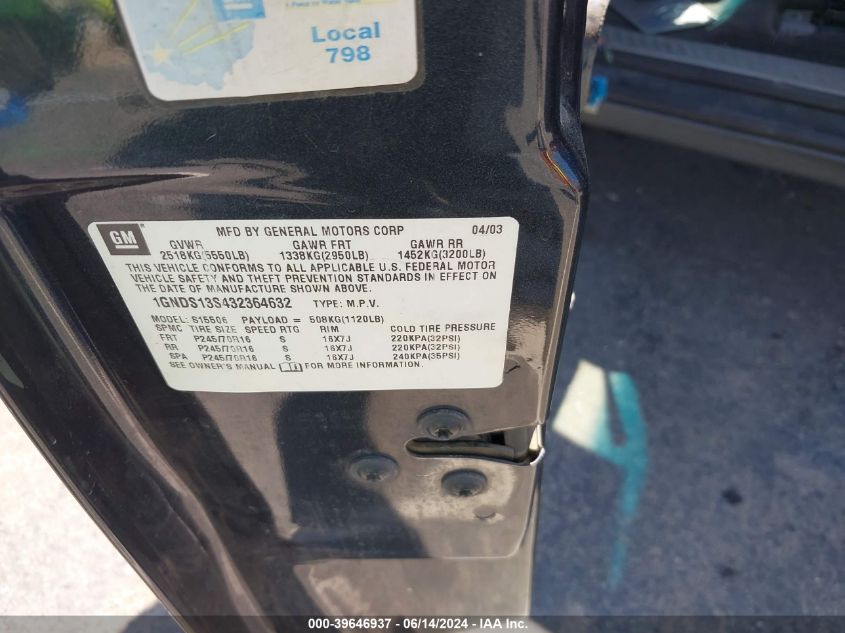 Local
798
GM
MFD BY GENERAL MOTORS CORP 04/03
GVWR GAWR FRT GAWR RR
2518KG(5550LB) 1338KG(2950LB) 1452KG(3200LB)
THIS VEHICLE CONFORMS TO ALL APPLICABLE U.S. FEDERAL MOTOR
VEHICLE SAFETY AND THEFT PREVENTION STANDARDS IN EFFECT ON
THE DATE OF MANUFACTURE SHOWN ABOVE.
1GNDS13S432364632 TYPE: M.P.V.
MODEL: S15506 PAYLOAD = 508KG(1120LB)
SPMC TIRE SIZE SPEED RTG RIM COLD TIRE PRESSURE
FRT P245/70R16 S 16X7J 220KPA(32PSI)
RR P245/70R16 S 16X7J 220KPA(32PSI)
SPA P245/70R16 S 16X7J 240KPA(35PSI)
SEE OWNER'S MANUAL FOR MORE INFORMATION.
000-39646937 - 06/14/2024 - IAA Inc.